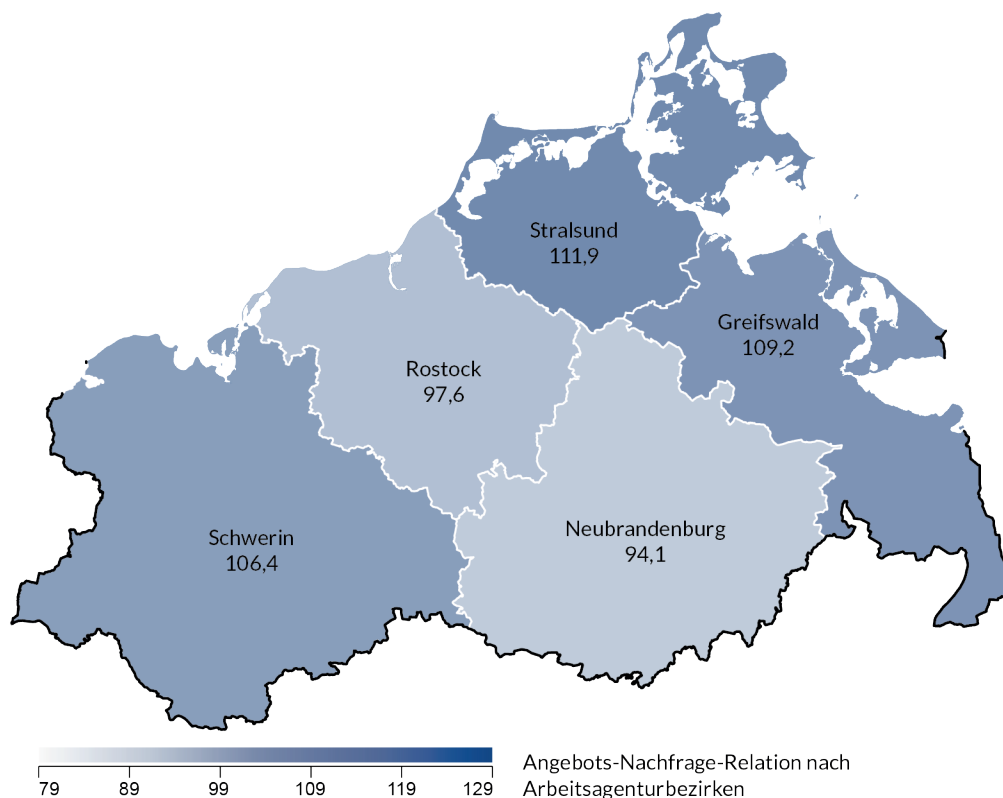 Stralsund
111,9
Greifswald
109,2
Rostock
97,6
Schwerin
106,4
Neubrandenburg
94,1
79 89 99 109 119 129
Angebots-Nachfrage-Relation nach
Arbeitsagenturbezirken